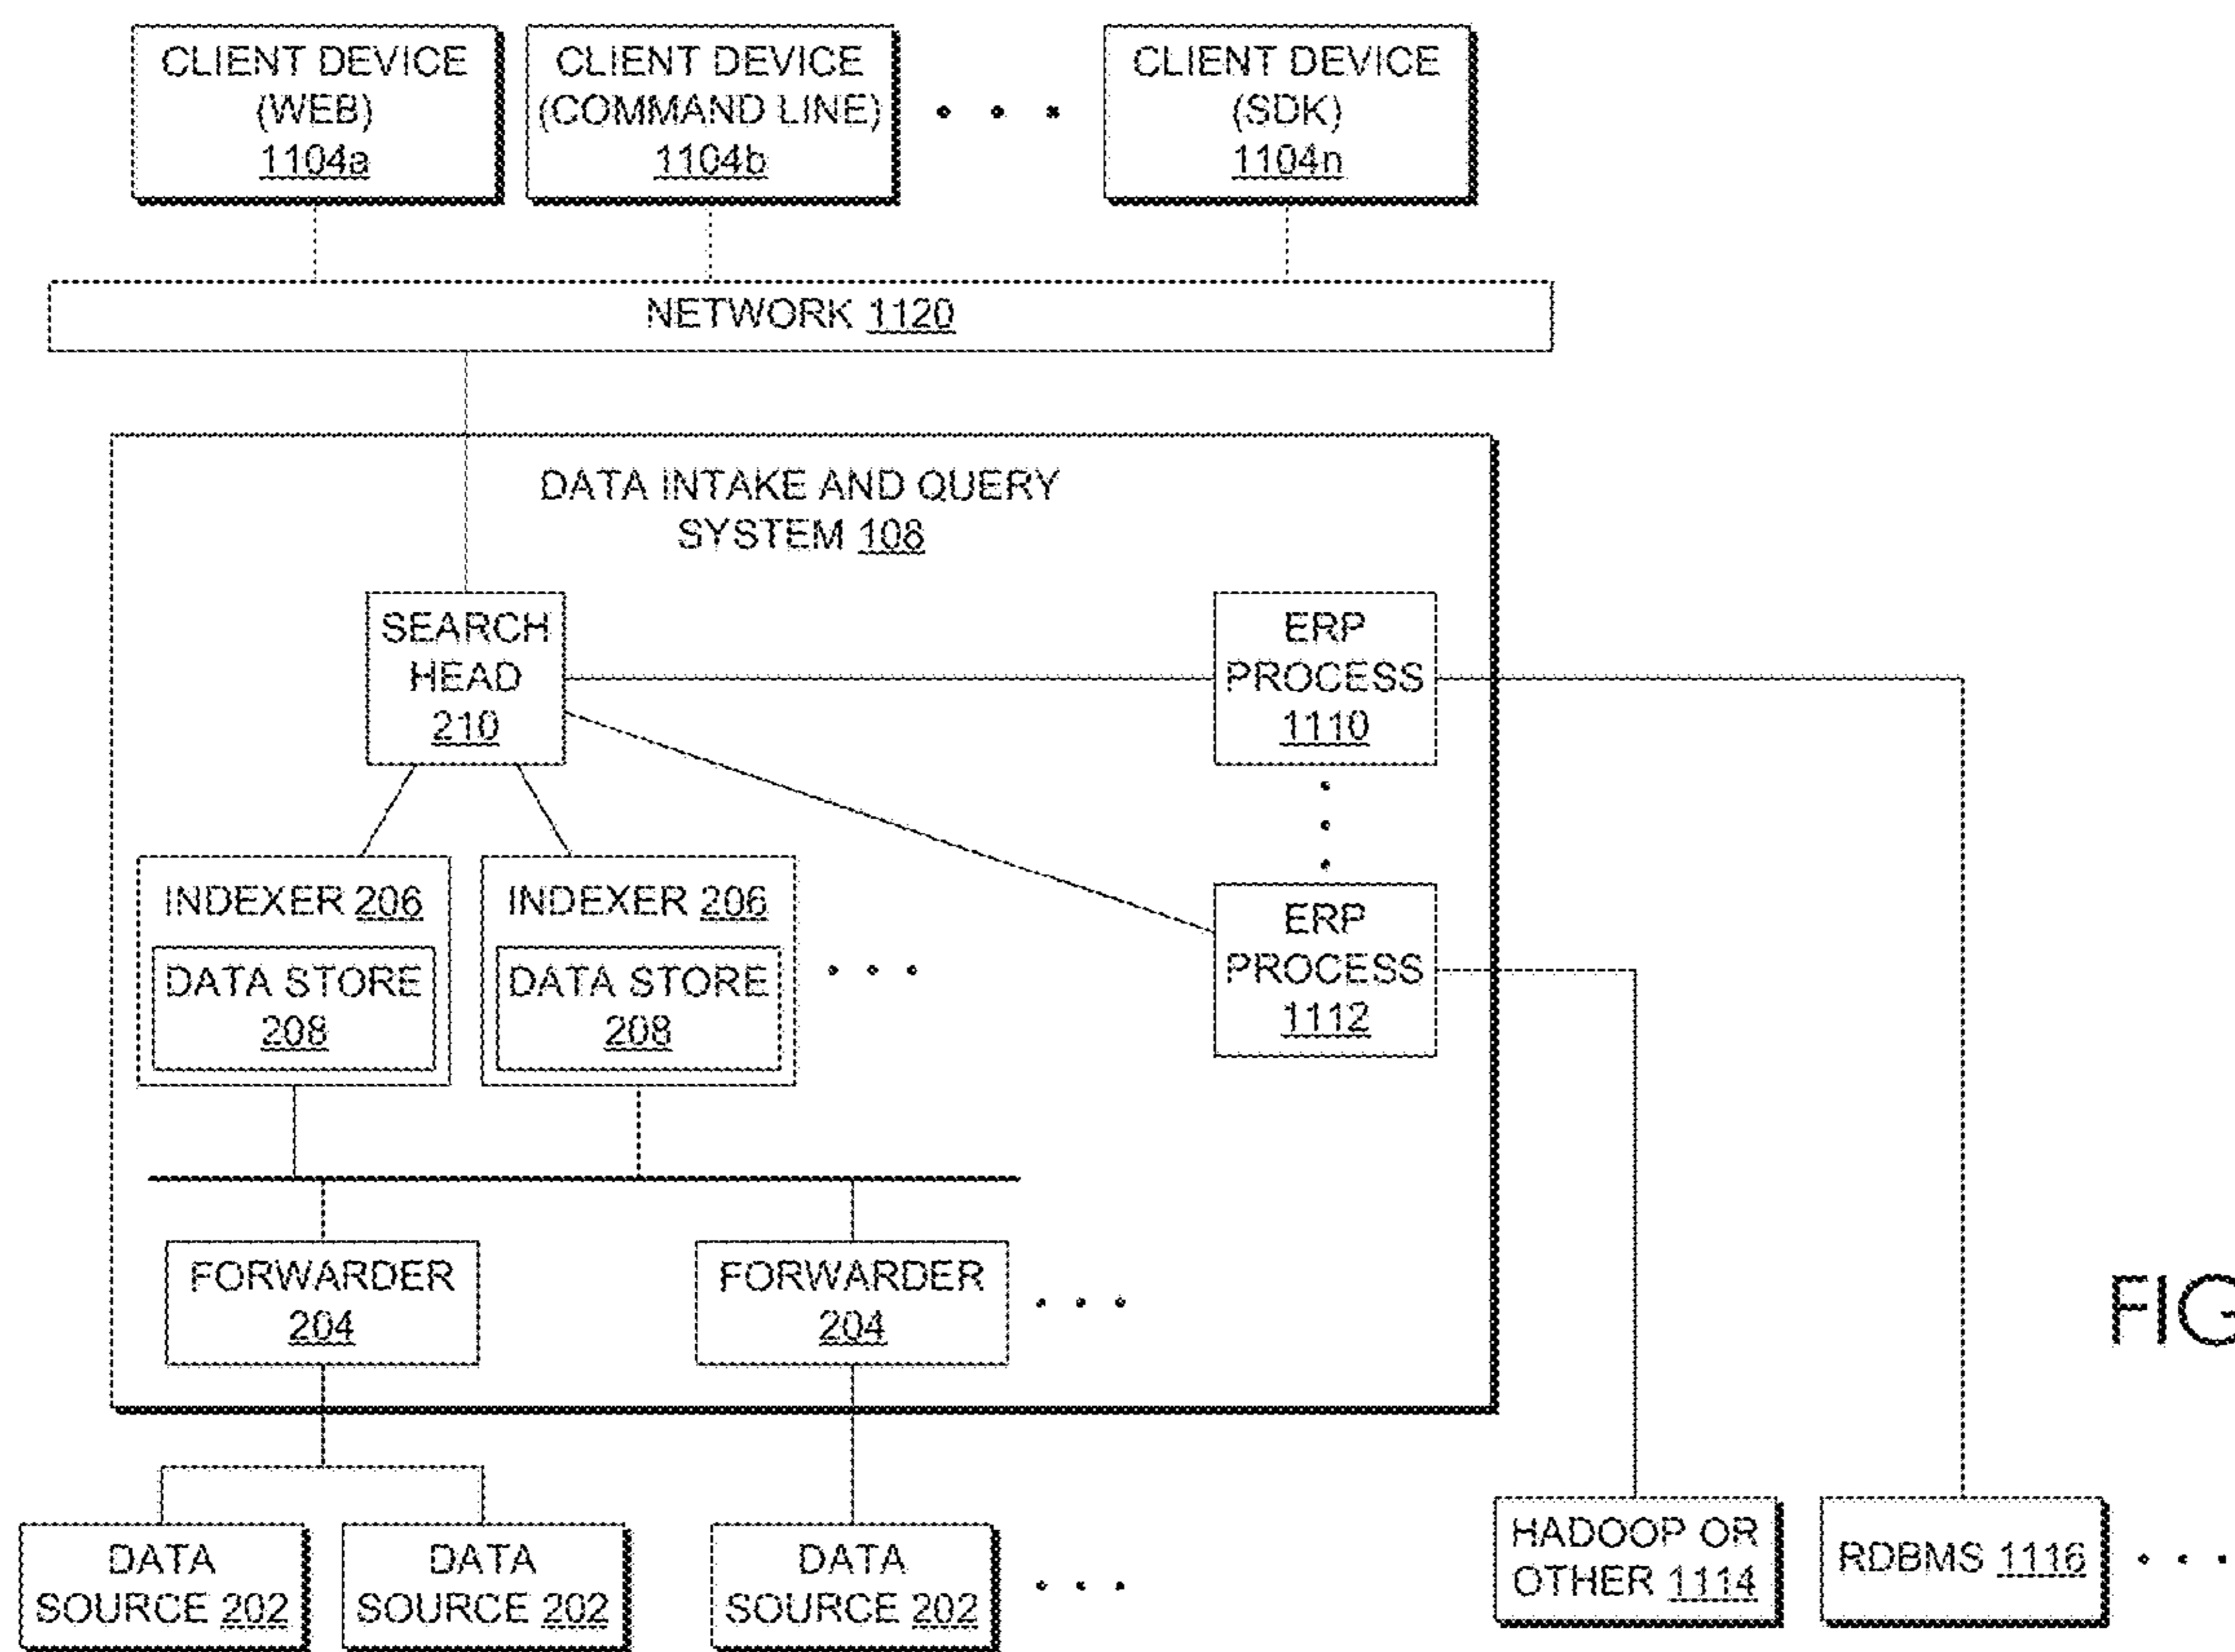 CLIENT DEVICE
(WEB)
1104a
CLIENT DEVICE
(COMMAND LINE)
1104b
CLIENT DEVICE
(SDK)
1104n
NETWORK 1120
DATA INTAKE AND QUERY
SYSTEM 108
SEARCH
HEAD
210
ERP
PROCESS
1110
INDEXER 206
DATA STORE
208
INDEXER 206
DATA STORE
208
ERP
PROCESS
1112
FORWARDER
204
FORWARDER
204
FIG
DATA
SOURCE 202
DATA
SOURCE 202
DATA
SOURCE 202
HADOOP OR
OTHER 1114
RDBMS 1116